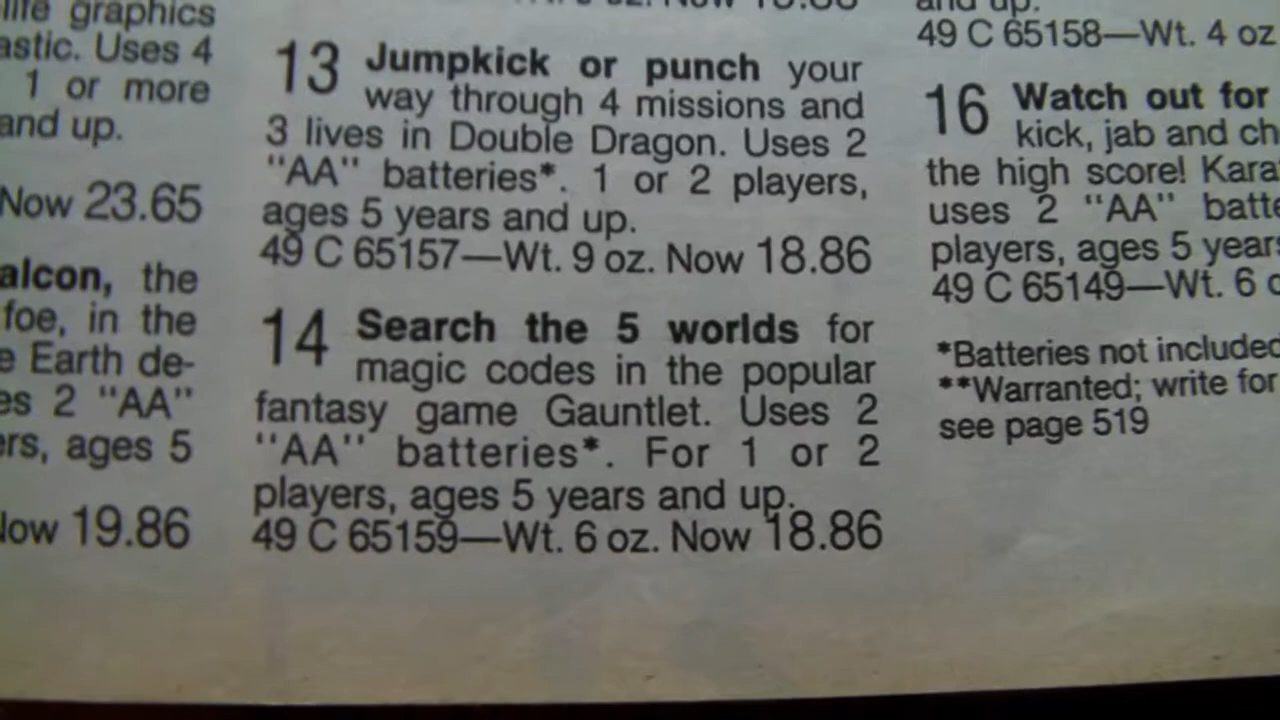 life graphics
astic. Uses 4
1 or more
and up.
Now 23.65
alcon, the
foe, in the
e Earth de-
es 2 "AA"
ers, ages 5
Now 19.86
13 Jumpkick or punch your
way through 4 missions and
3 lives in Double Dragon. Uses 2
"AA" batteries*. 1 or 2 players,
ages 5 years and up.
49 C 65157—Wt. 9 oz. Now 18.86
14 Search the 5 worlds for
magic codes in the popular
fantasy game Gauntlet. Uses 2
"AA" batteries*. For 1 or 2
players, ages 5 years and up.
49 C 65159—Wt. 6 oz. Now 18.86
and up.
49 C 65158—Wt. 4 oz
16 Watch out for
kick, jab and ch
the high score! Kara
uses 2 "AA" batte
players, ages 5 years
49 C 65149—Wt. 6 o
*Batteries not included
**Warranted; write for
see page 519